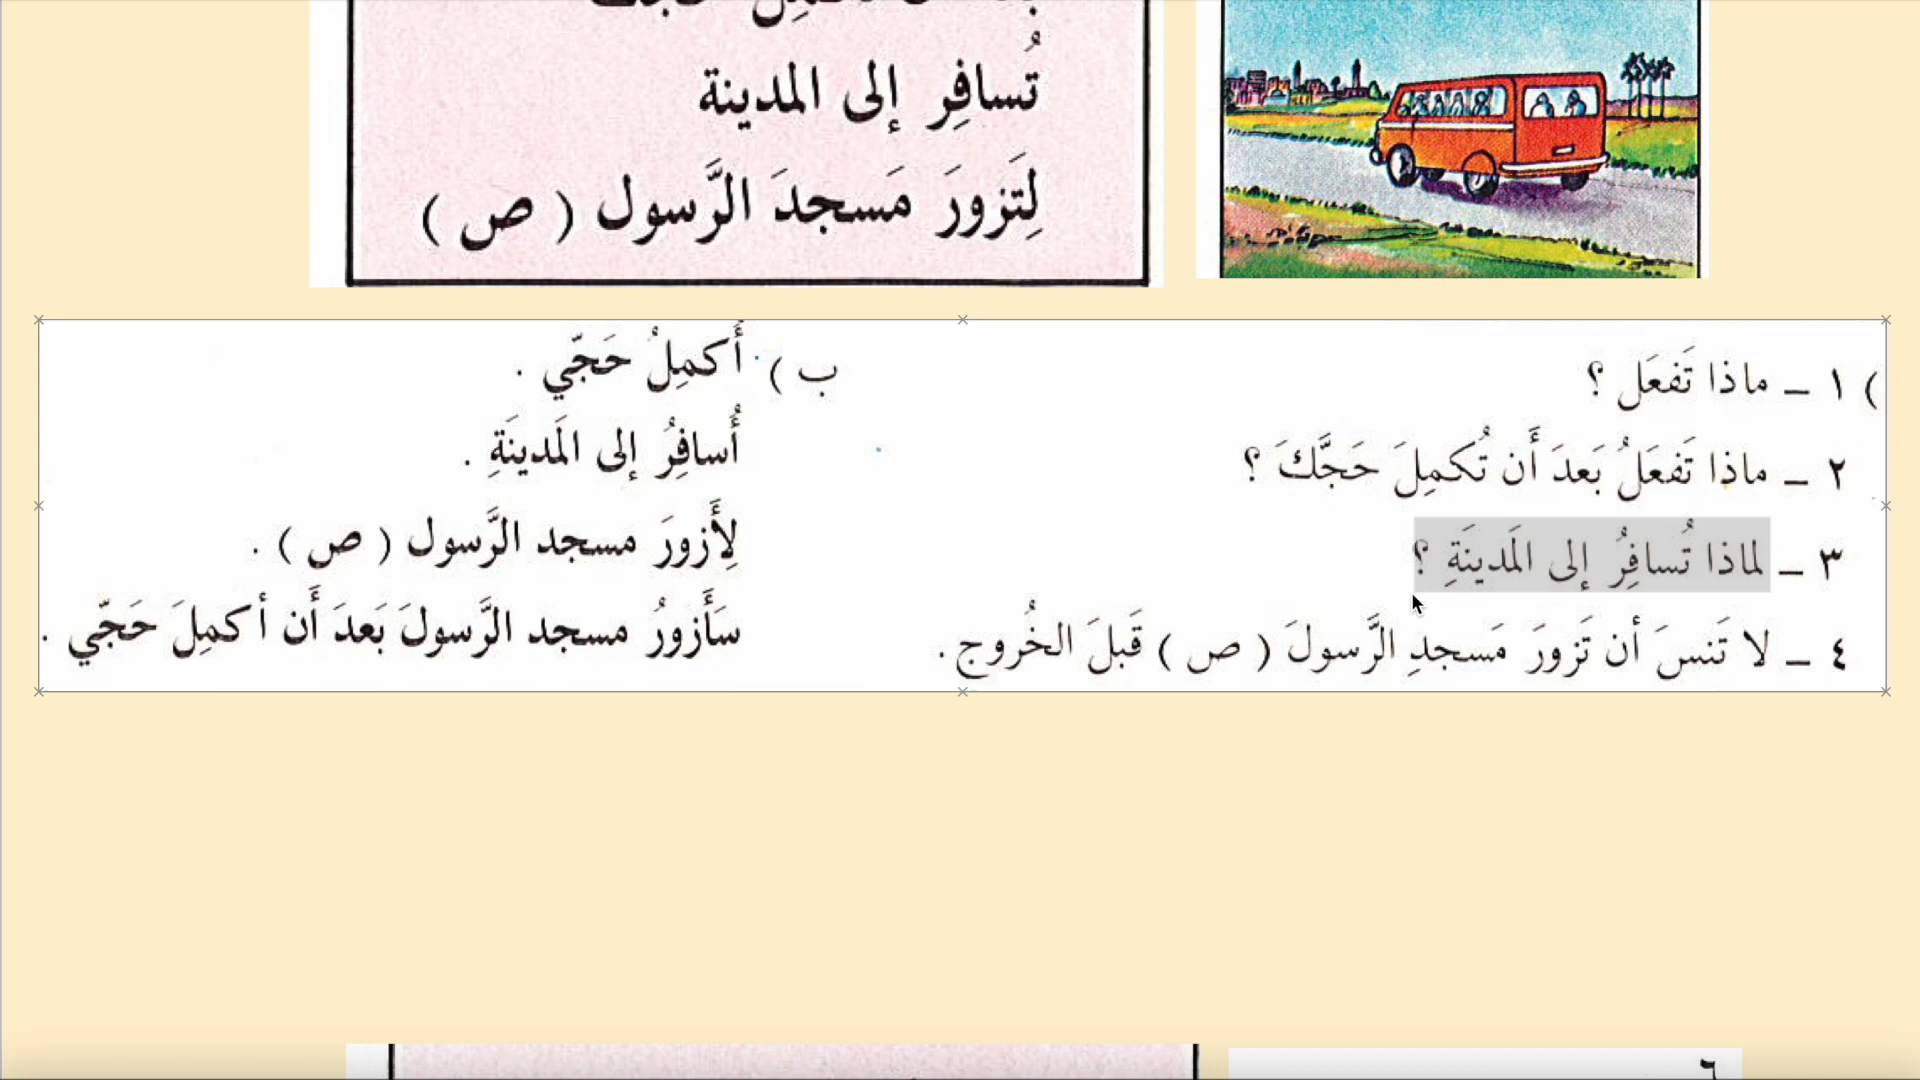 تُسافِر إلى المدينة
لِتَزورَ مَسجدَ الرَّسول ( ص )
) ١ ـ ماذا تَفعَل ؟
٢ ـ ماذا تَفعَلُ بَعدَ أَن تُكمِلَ حَجَّكَ ؟
٣ ـ لماذا تُسافِرُ إلى المَدينَةِ ؟
٤ ـ لا تَنسَ أن تَزورَ مَسجدِ الرَّسولَ ( ص ) قَبلَ الخُروج .
ب ) أَكمِلُ حَجّي .
أُسافِرُ إلى المَدينَةِ .
لِأَزورَ مسجد الرَّسول ( ص ) .
سَأَزورُ مسجد الرَّسولَ بَعدَ أَن أكمِلَ حَجّي .
٦